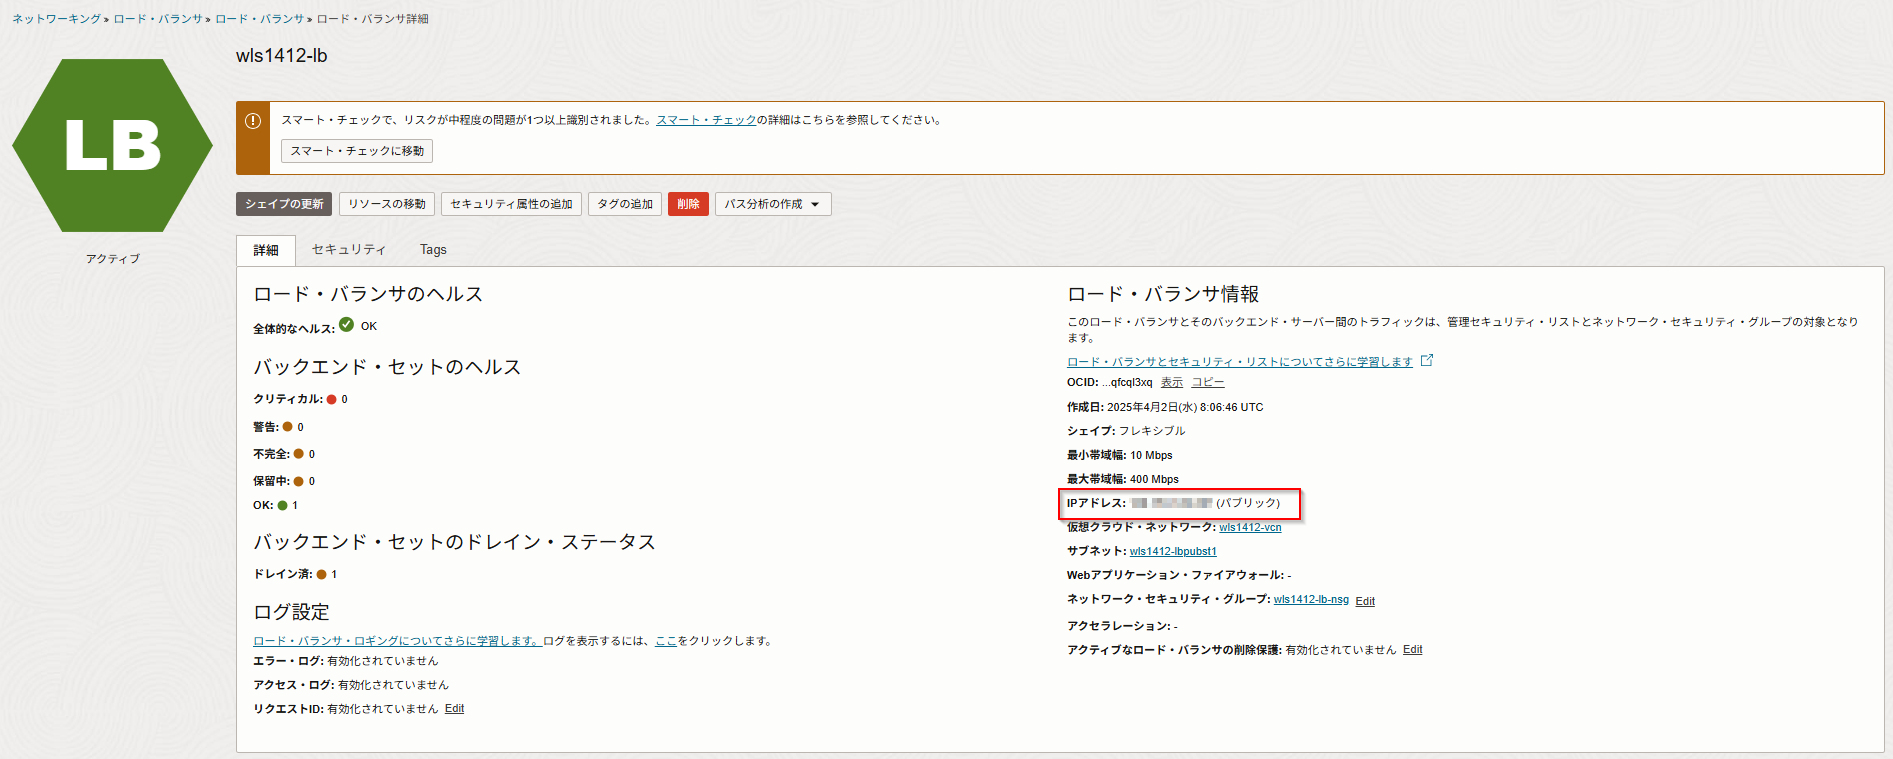 ネットワーキング » ロード・バランサ » ロード・バランサ » ロード・バランサ詳細
LB
アクティブ
wls1412-lb
スマート・チェックで、リスクが中程度の問題が1つ以上識別されました。スマート・チェックの詳細はこちらを参照してください。
スマート・チェックに移動
シェイプの更新 リソースの移動 セキュリティ属性の追加 タグの追加 削除 パス分析の作成
詳細 セキュリティ Tags
ロード・バランサのヘルス
全体的なヘルス: OK
バックエンド・セットのヘルス
クリティカル: 0
警告: 0
不完全: 0
保留中: 0
OK: 1
バックエンド・セットのドレイン・ステータス
ドレイン済: 1
ログ設定
ロード・バランサ・ロギングについてさらに学習します。ログを表示するには、ここをクリックします。
エラー・ログ: 有効化されていません
アクセス・ログ: 有効化されていません
リクエストID: 有効化されていません Edit
ロード・バランサ情報
このロード・バランサとそのバックエンド・サーバー間のトラフィックは、管理セキュリティ・リストとネットワーク・セキュリティ・グループの対象となり
ます。
ロード・バランサとセキュリティ・リストについてさらに学習します
OCID: ...qfcql3xq 表示 コピー
作成日: 2025年4月2日(水) 8:06:46 UTC
シェイプ: フレキシブル
最小帯域幅: 10 Mbps
最大帯域幅: 400 Mbps
IPアドレス: (パブリック)
仮想クラウド・ネットワーク: wls1412-vcn
サブネット: wls1412-lbpubst1
Webアプリケーション・ファイアウォール: -
ネットワーク・セキュリティ・グループ: wls1412-lb-nsg Edit
アクセラレーション: -
アクティブなロード・バランサの削除保護: 有効化されていません Edit